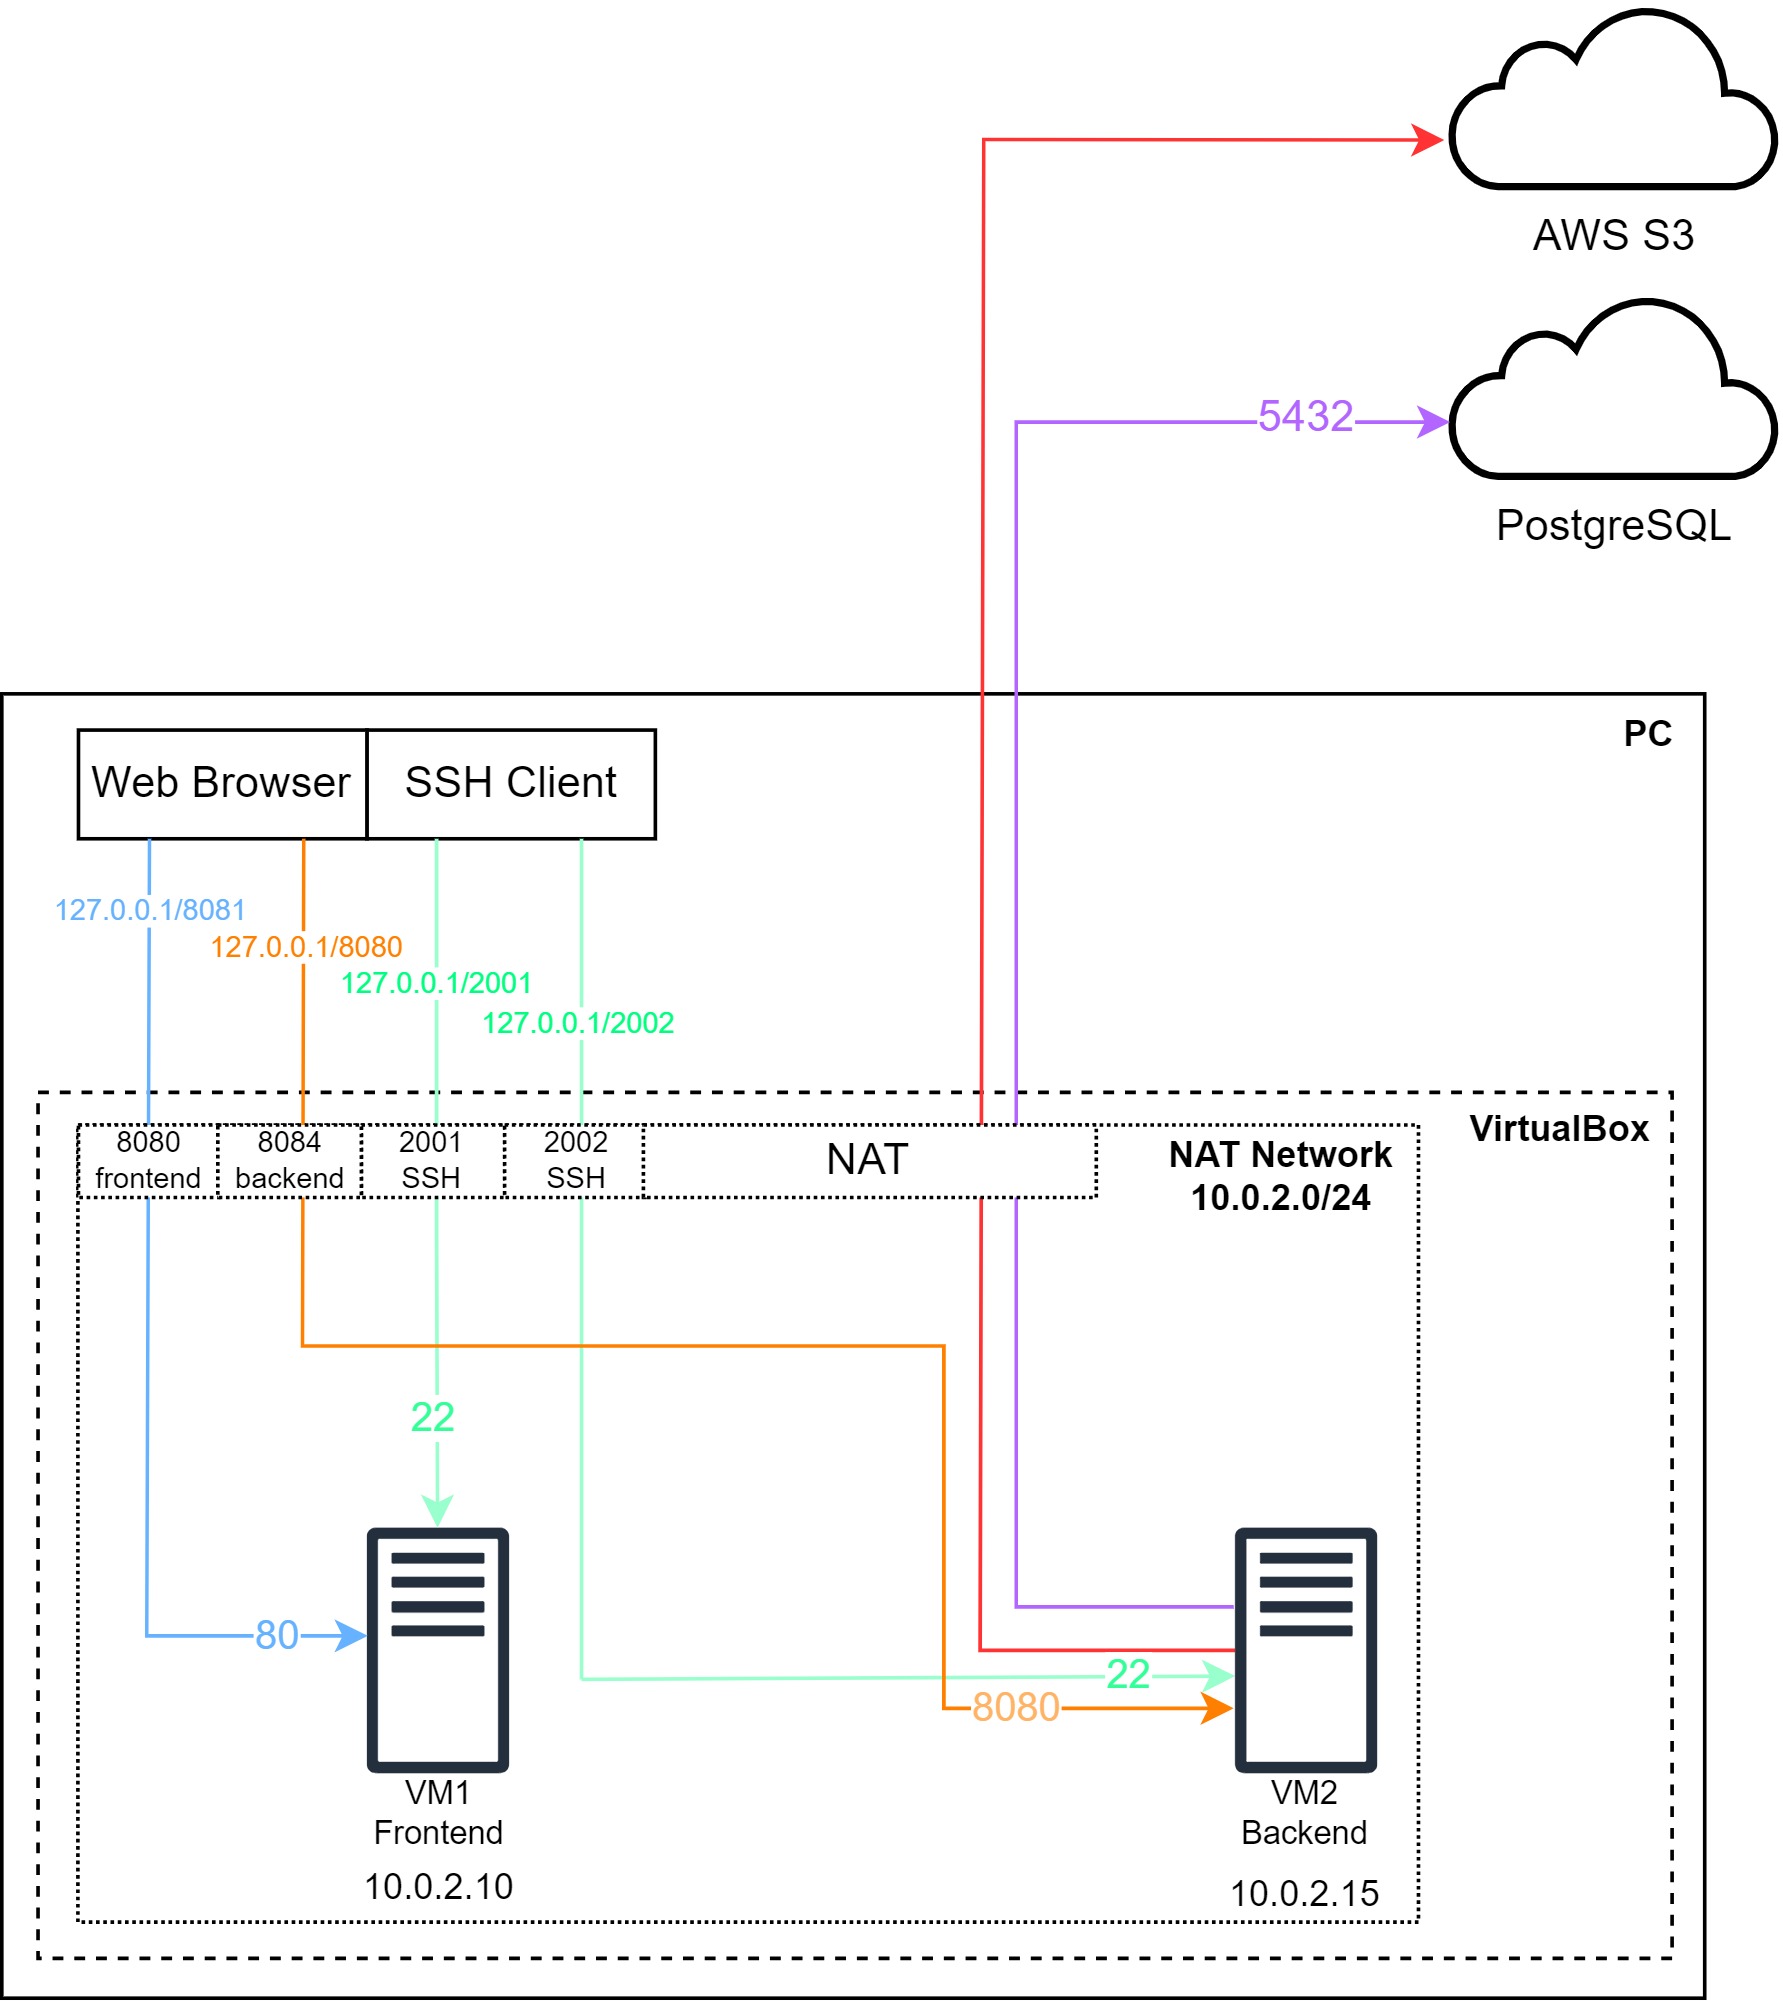 AWS S3
5432
PostgreSQL
PC
Web Browser
SSH Client
127.0.0.1/8081
127.0.0.1/8080
127.0.0.1/2001
127.0.0.1/2002
VirtualBox
8080
frontend
8084
backend
2001
SSH
2002
SSH
NAT
NAT Network
10.0.2.0/24
22
80
22
8080
VM1
Frontend
10.0.2.10
VM2
Backend
10.0.2.15